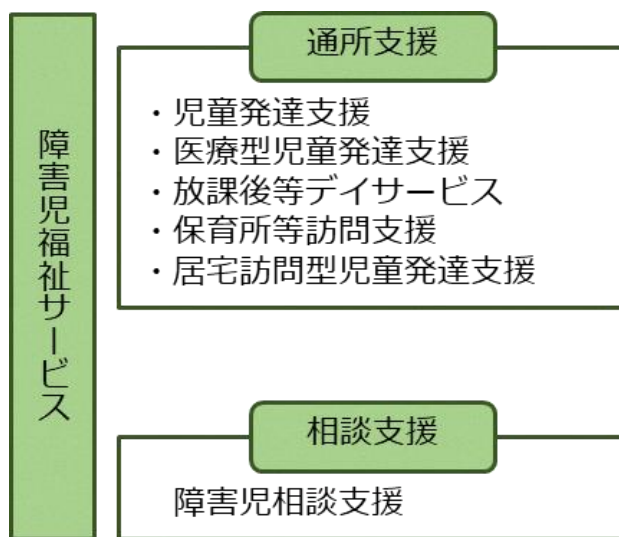 障害児福祉サービス
通所支援
・児童発達支援
・医療型児童発達支援
・放課後等デイサービス
・保育所等訪問支援
・居宅訪問型児童発達支援
相談支援
障害児相談支援